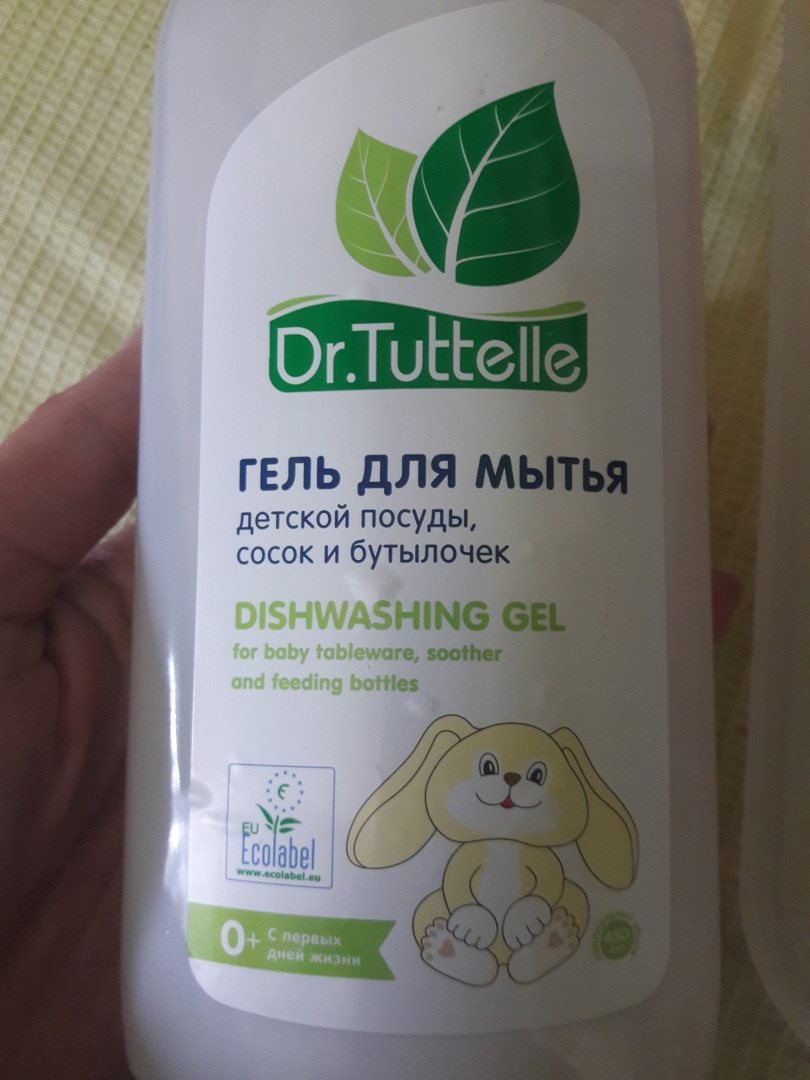 Dr.Tuttelle
ГЕЛЬ ДЛЯ МЫТЬЯ
детской посуды,
сосок и бутылочек
DISHWASHING GEL
for baby tableware, soother
and feeding bottles
EU
Ecolabel
www.ecolabel.eu
0+ С первых
дней жизни